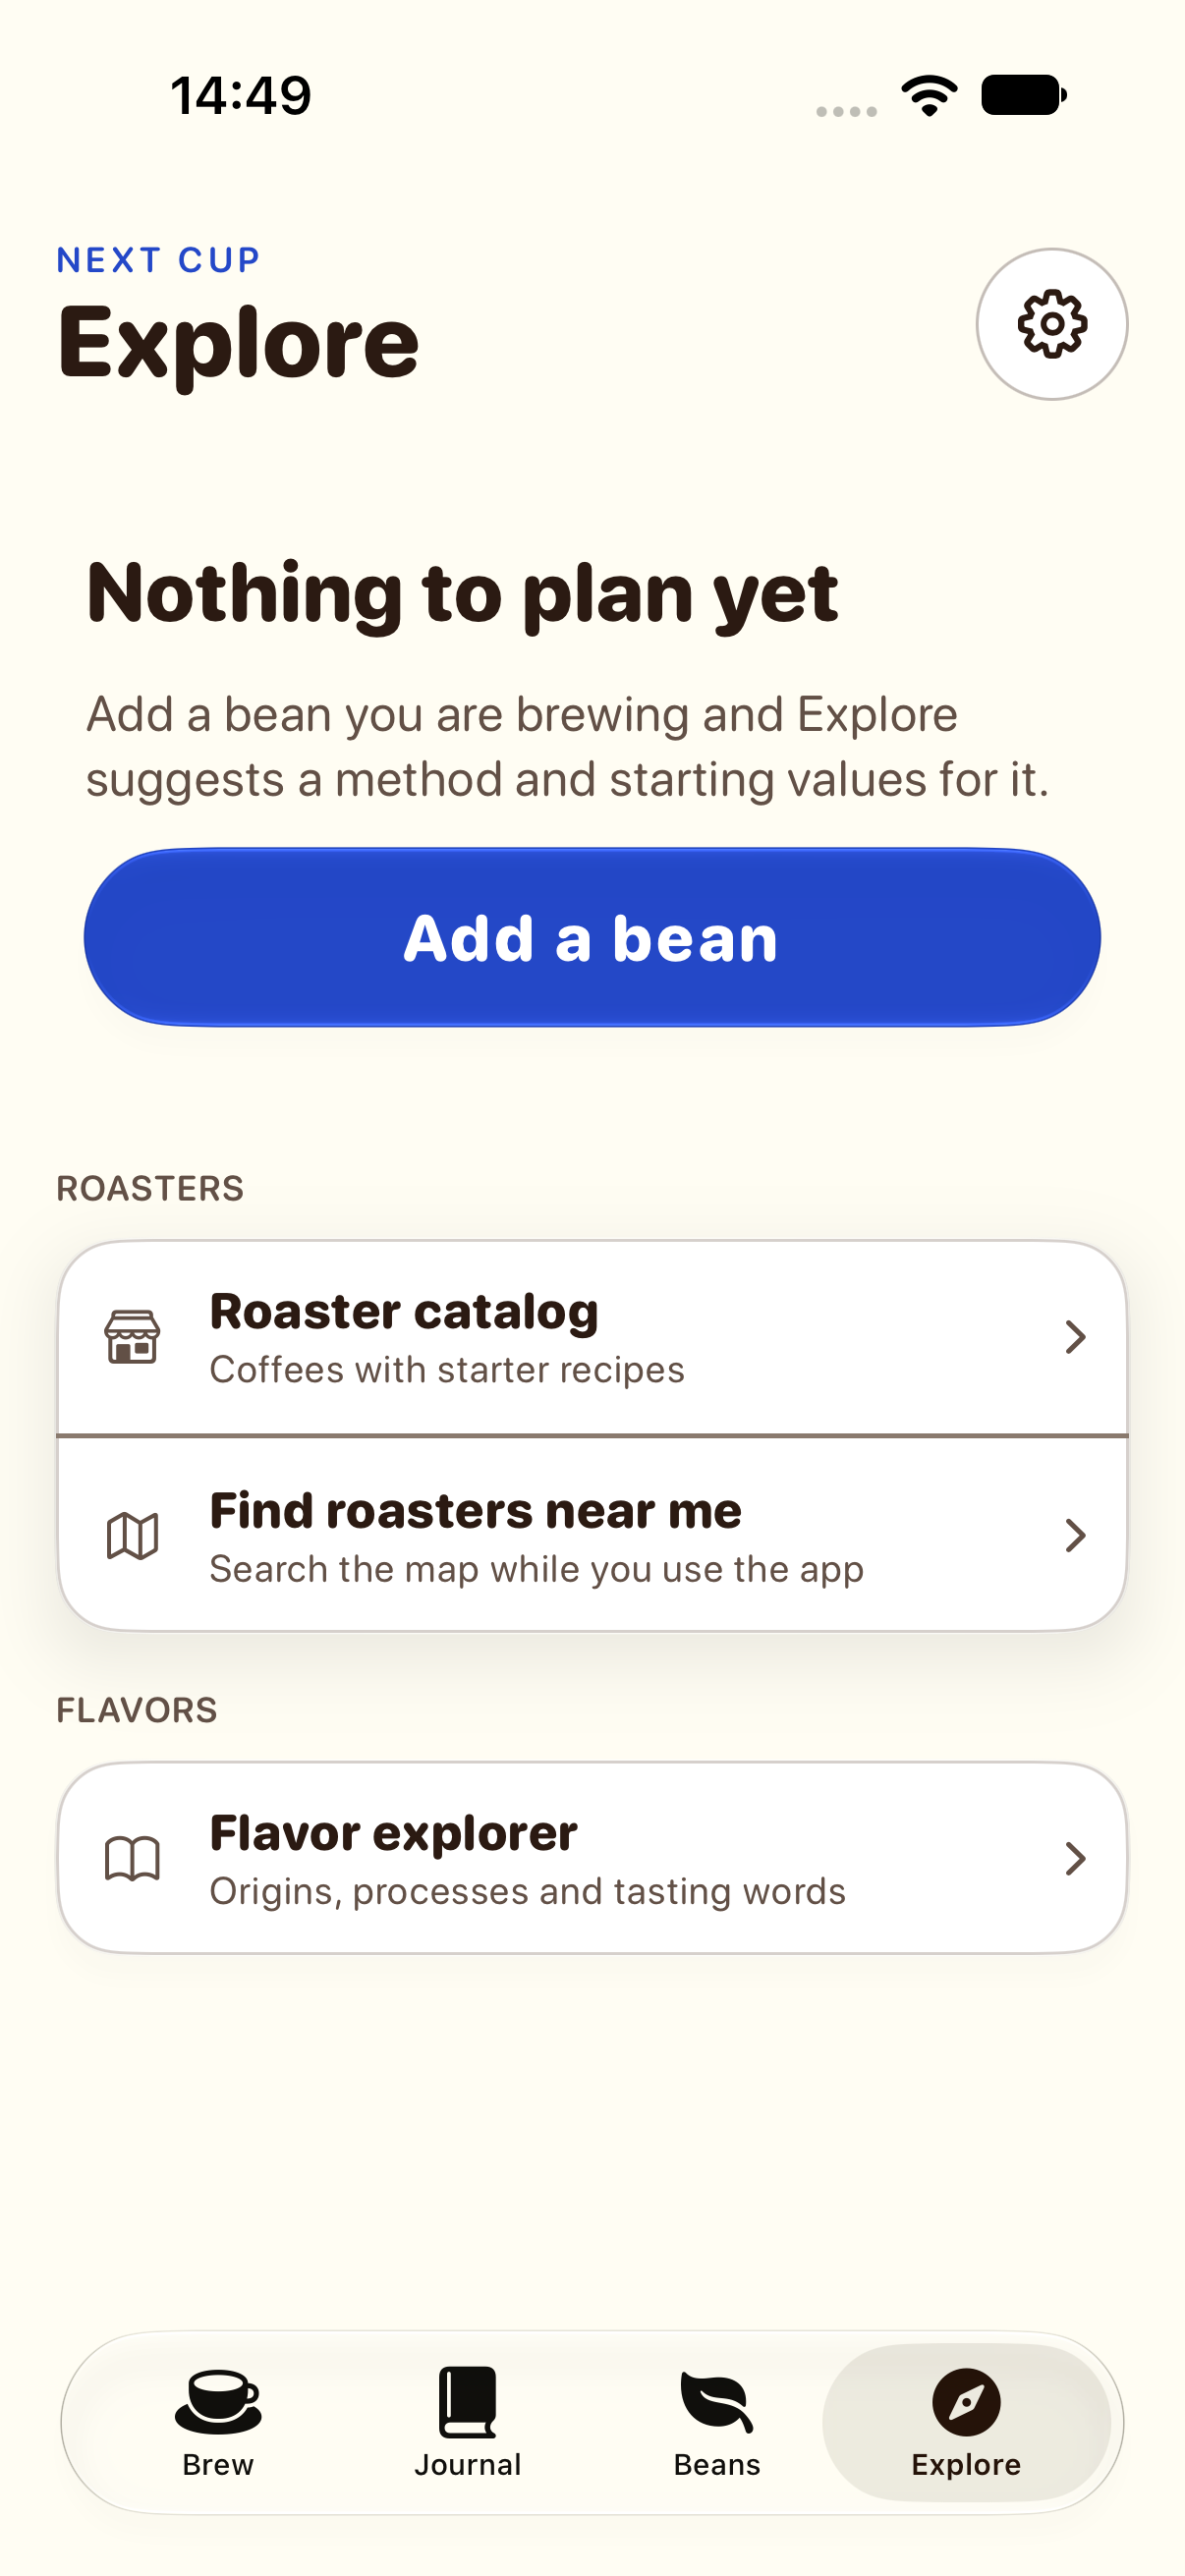 14:49
NEXT CUP
Explore
Nothing to plan yet
Add a bean you are brewing and Explore
suggests a method and starting values for it.
Add a bean
ROASTERS
Roaster catalog
Coffees with starter recipes
Find roasters near me
Search the map while you use the app
FLAVORS
Flavor explorer
Origins, processes and tasting words
Brew
Journal
Beans
Explore